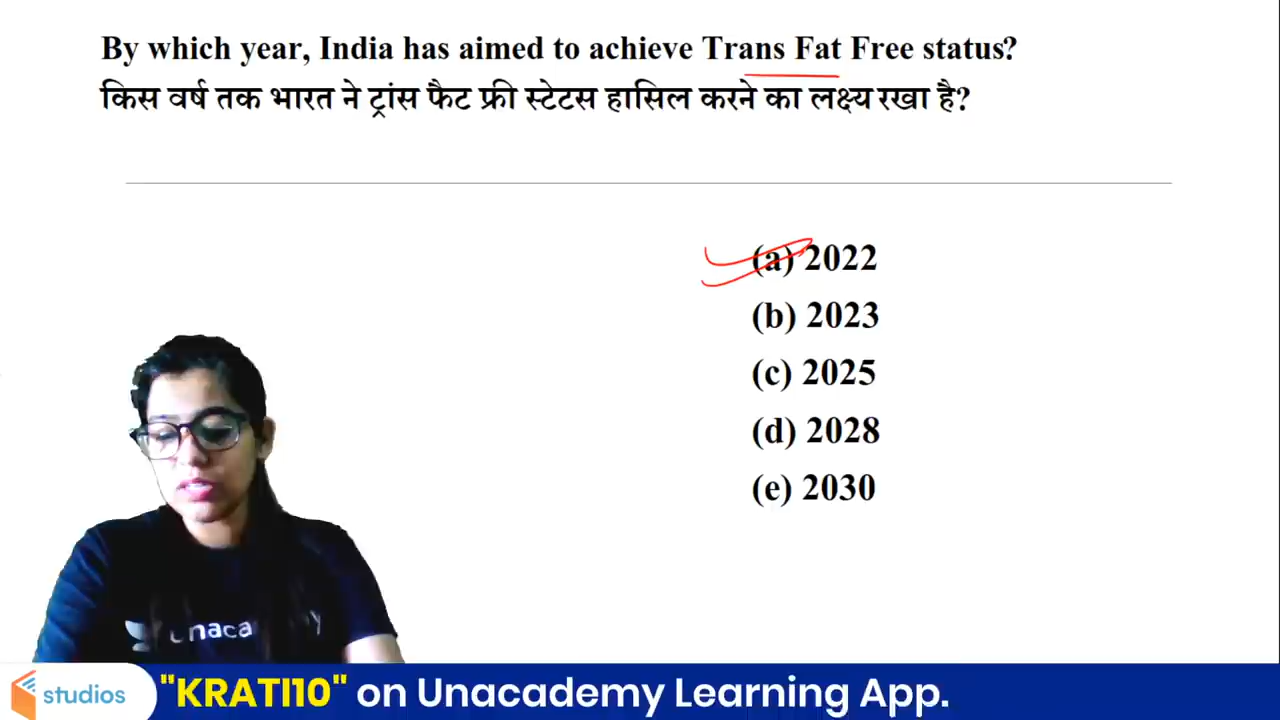 By which year, India has aimed to achieve Trans Fat Free status?
किस वर्ष तक भारत ने ट्रांस फैट फ्री स्टेटस हासिल करने का लक्ष्य रखा है?
(a) 2022
(b) 2023
(c) 2025
(d) 2028
(e) 2030
unacademy
studios
"KRATI10" on Unacademy Learning App.